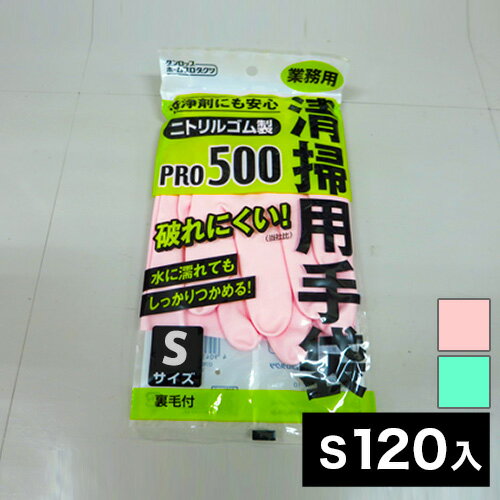 ダンロップ
ホームプロダクツ
業務用
洗浄剤にも安心
ニトリルゴム製
PRO500
清掃用手袋
破れにくい!
(当社比)
水に濡れても
しっかりつかめる!
S
サイズ
裏毛付
S120入